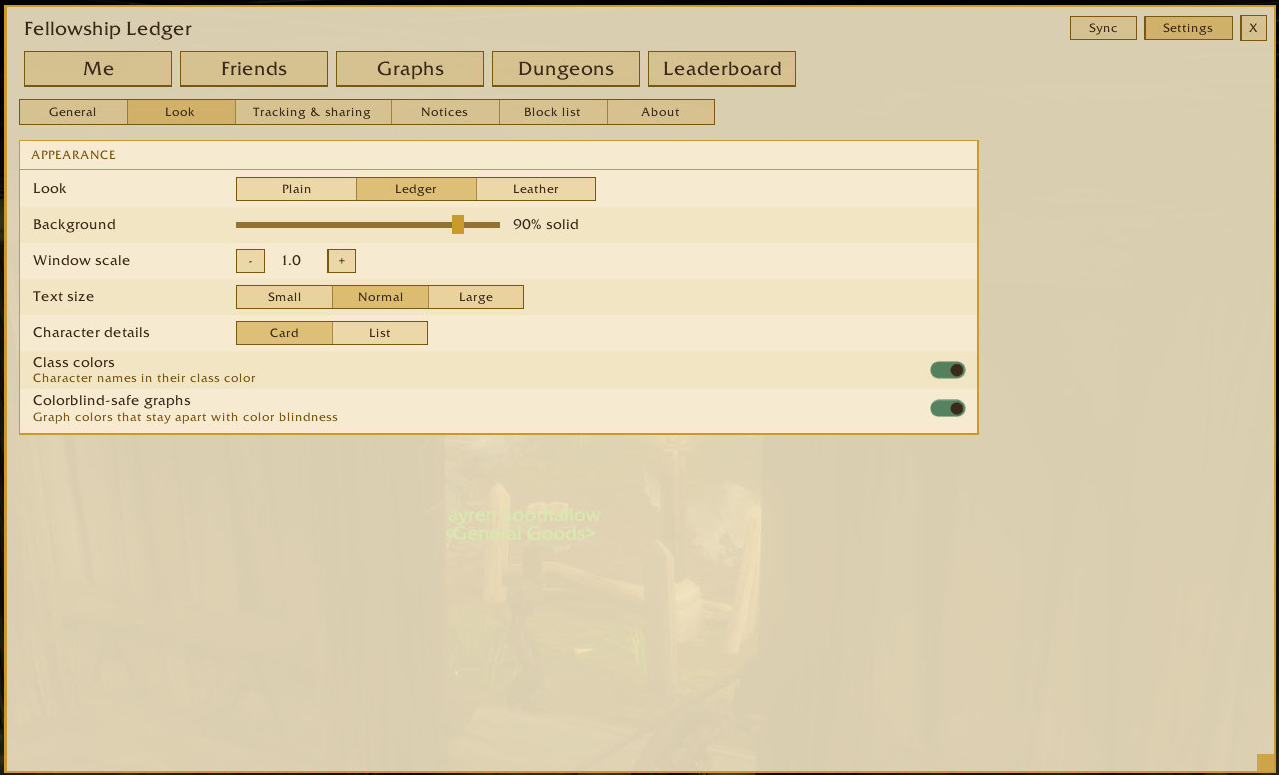 Fellowship Ledger
Sync Settings X
Me Friends Graphs Dungeons Leaderboard
General Look Tracking & sharing Notices Block list About
APPEARANCE
Look Plain Ledger Leather
Background 90% solid
Window scale - 1.0 +
Text size Small Normal Large
Character details Card List
Class colors
Character names in their class color
Colorblind-safe graphs
Graph colors that stay apart with color blindness
<General Goods>